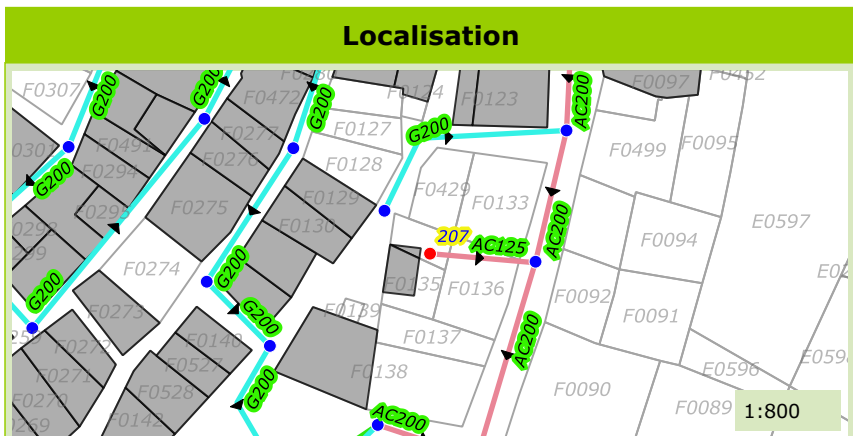 Localisation
F0307
G200
G200
F0472
G200
F0124
F0123
AC200
F0097
F0301
F0491
F0277
F0127
G200
F0499
F0095
G200
F0294
F0276
F0128
F0295
F0275
F0129
F0429
F0133
E0597
F0292
F0130
207
AC125
AC200
F0094
F0274
G200
F0135
F0136
F0092
G200
F0273
G200
F0139
F0137
F0091
F0272
F0140
AC200
F0271
F0527
F0138
E0596
F0270
F0528
G200
F0090
F0089
1:800
F0142
AC200